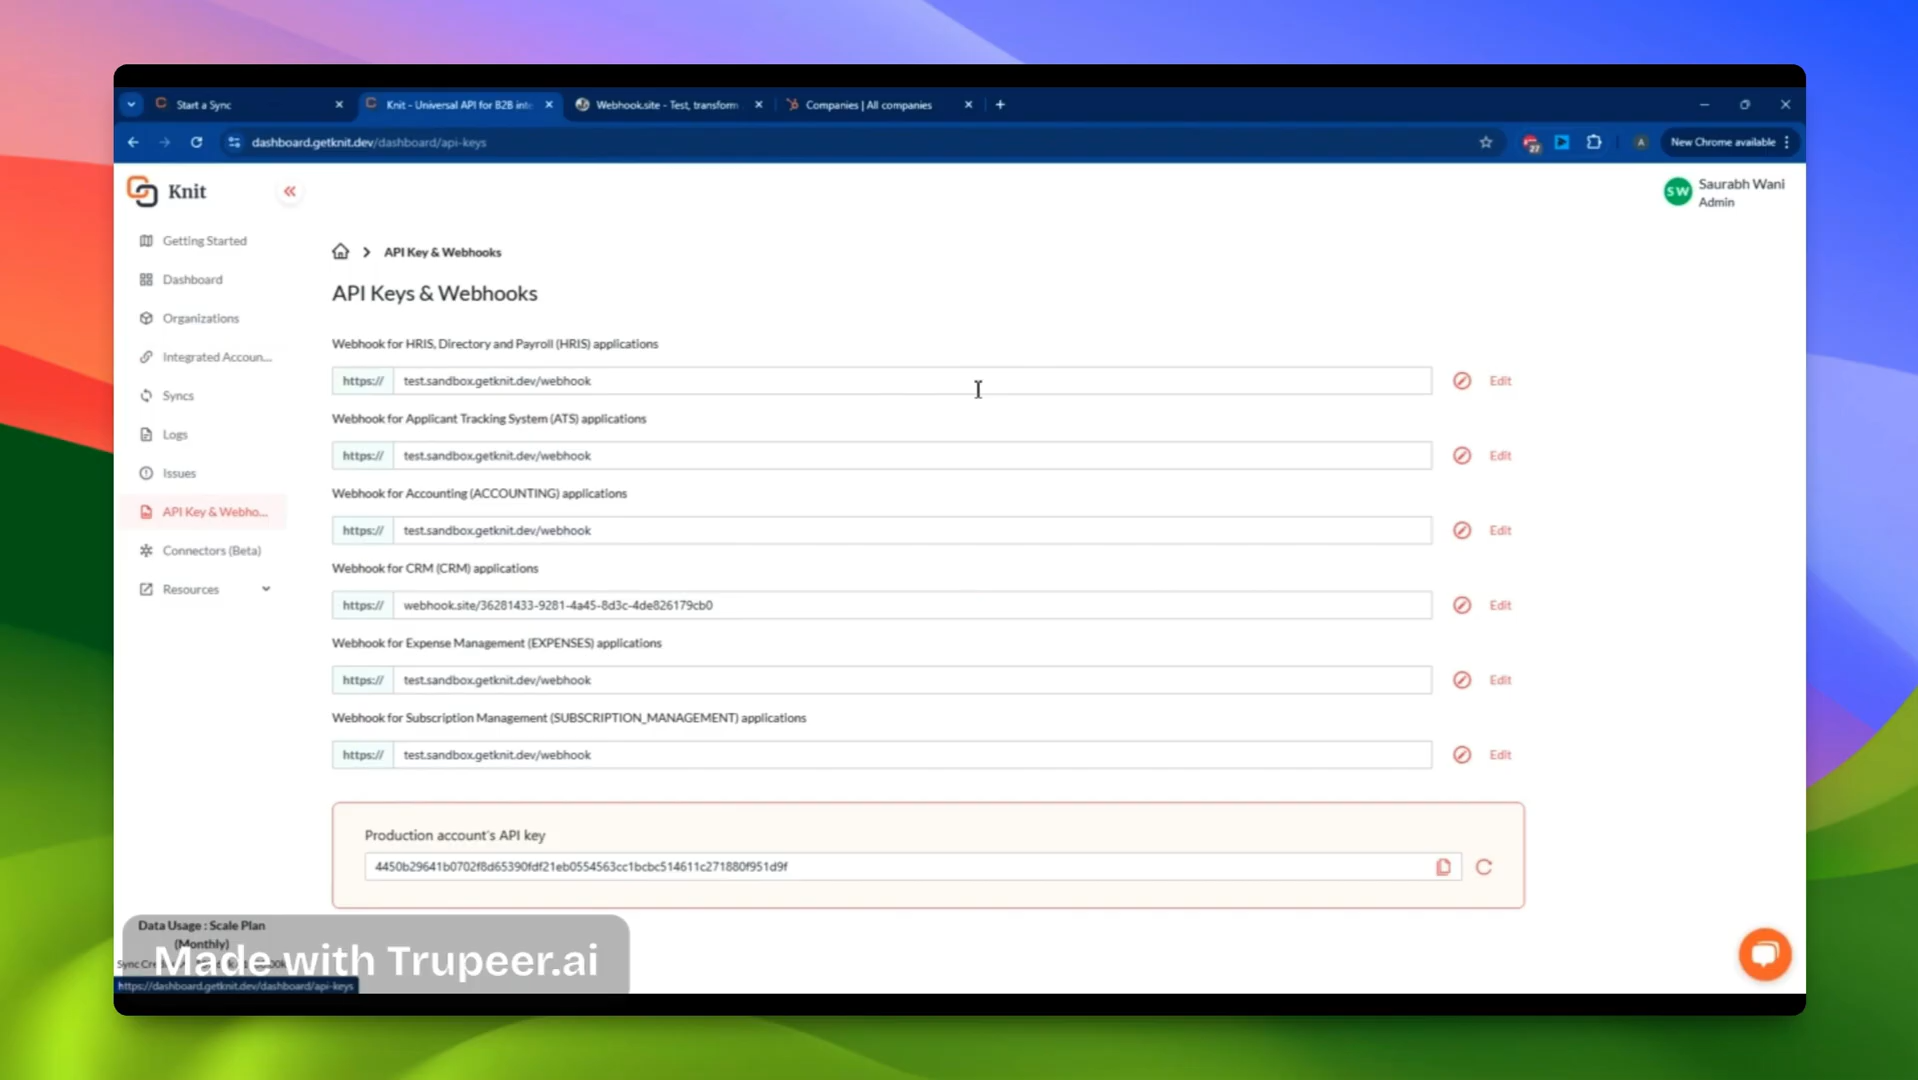 Start a Sync
Knit - Universal API for B2B inte
Webhook.site - Test, transform
Companies | All companies
dashboard.getknit.dev/dashboard/api-keys
27
A
New Chrome available
Knit
SW
Saurabh Wani
Admin
Getting Started
Dashboard
Organizations
Integrated Accoun...
Syncs
Logs
Issues
API Key & Webho...
Connectors (Beta)
Resources
API Key & Webhooks
API Keys & Webhooks
Webhook for HRIS, Directory and Payroll (HRIS) applications
https:// test.sandbox.getknit.dev/webhook Edit
Webhook for Applicant Tracking System (ATS) applications
https:// test.sandbox.getknit.dev/webhook Edit
Webhook for Accounting (ACCOUNTING) applications
https:// test.sandbox.getknit.dev/webhook Edit
Webhook for CRM (CRM) applications
https:// webhook.site/36281433-9281-4a45-8d3c-4de826179cb0 Edit
Webhook for Expense Management (EXPENSES) applications
https:// test.sandbox.getknit.dev/webhook Edit
Webhook for Subscription Management (SUBSCRIPTION_MANAGEMENT) applications
https:// test.sandbox.getknit.dev/webhook Edit
Production account's API key
4450b29641b0702f8d65390fdf21eb0554563cc1bcbc514611c271880f951d9f
Data Usage : Scale Plan
(Monthly)
Sync
Made with Trupeer.ai
https://dashboard.getknit.dev/dashboard/api-keys